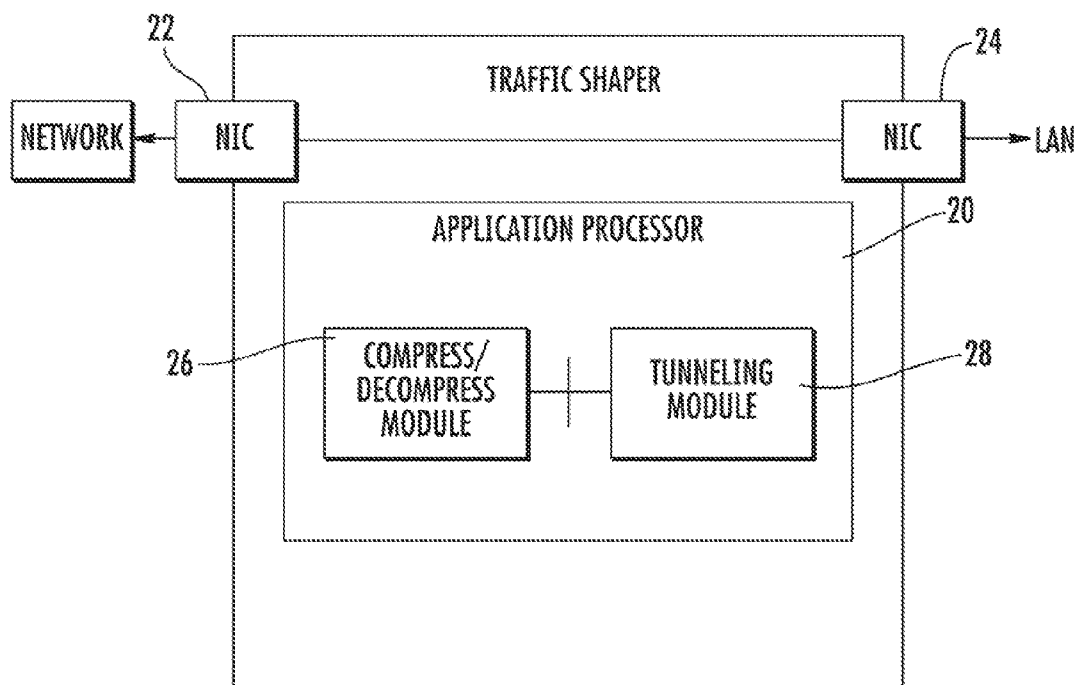 22
24
TRAFFIC SHAPER
NETWORK
NIC
NIC
LAN
20
APPLICATION PROCESSOR
26
COMPRESS/
DECOMPRESS
MODULE
TUNNELING
MODULE
28